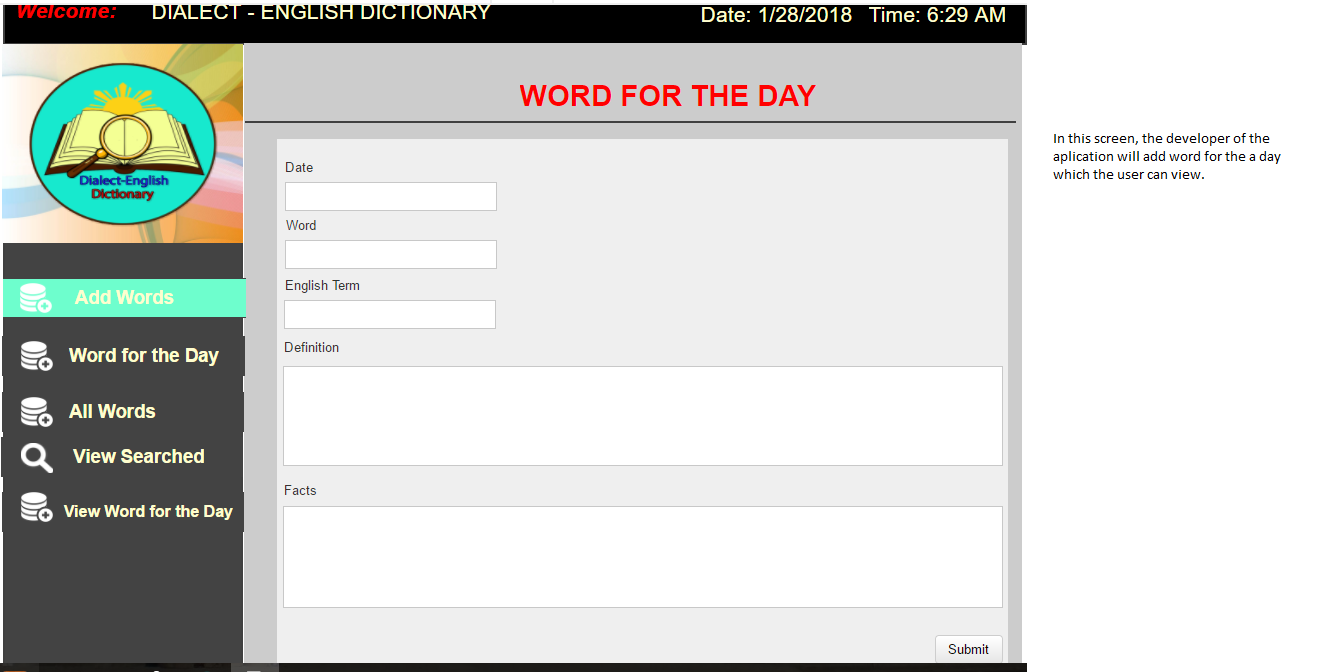 Welcome: DIALECT - ENGLISH DICTIONARY Date: 1/28/2018 Time: 6:29 AM
Dialect-English
Dictionary
Add Words
Word for the Day
All Words
View Searched
View Word for the Day
WORD FOR THE DAY
Date
Word
English Term
Definition
Facts
Submit
In this screen, the developer of the
aplication will add word for the a day
which the user can view.